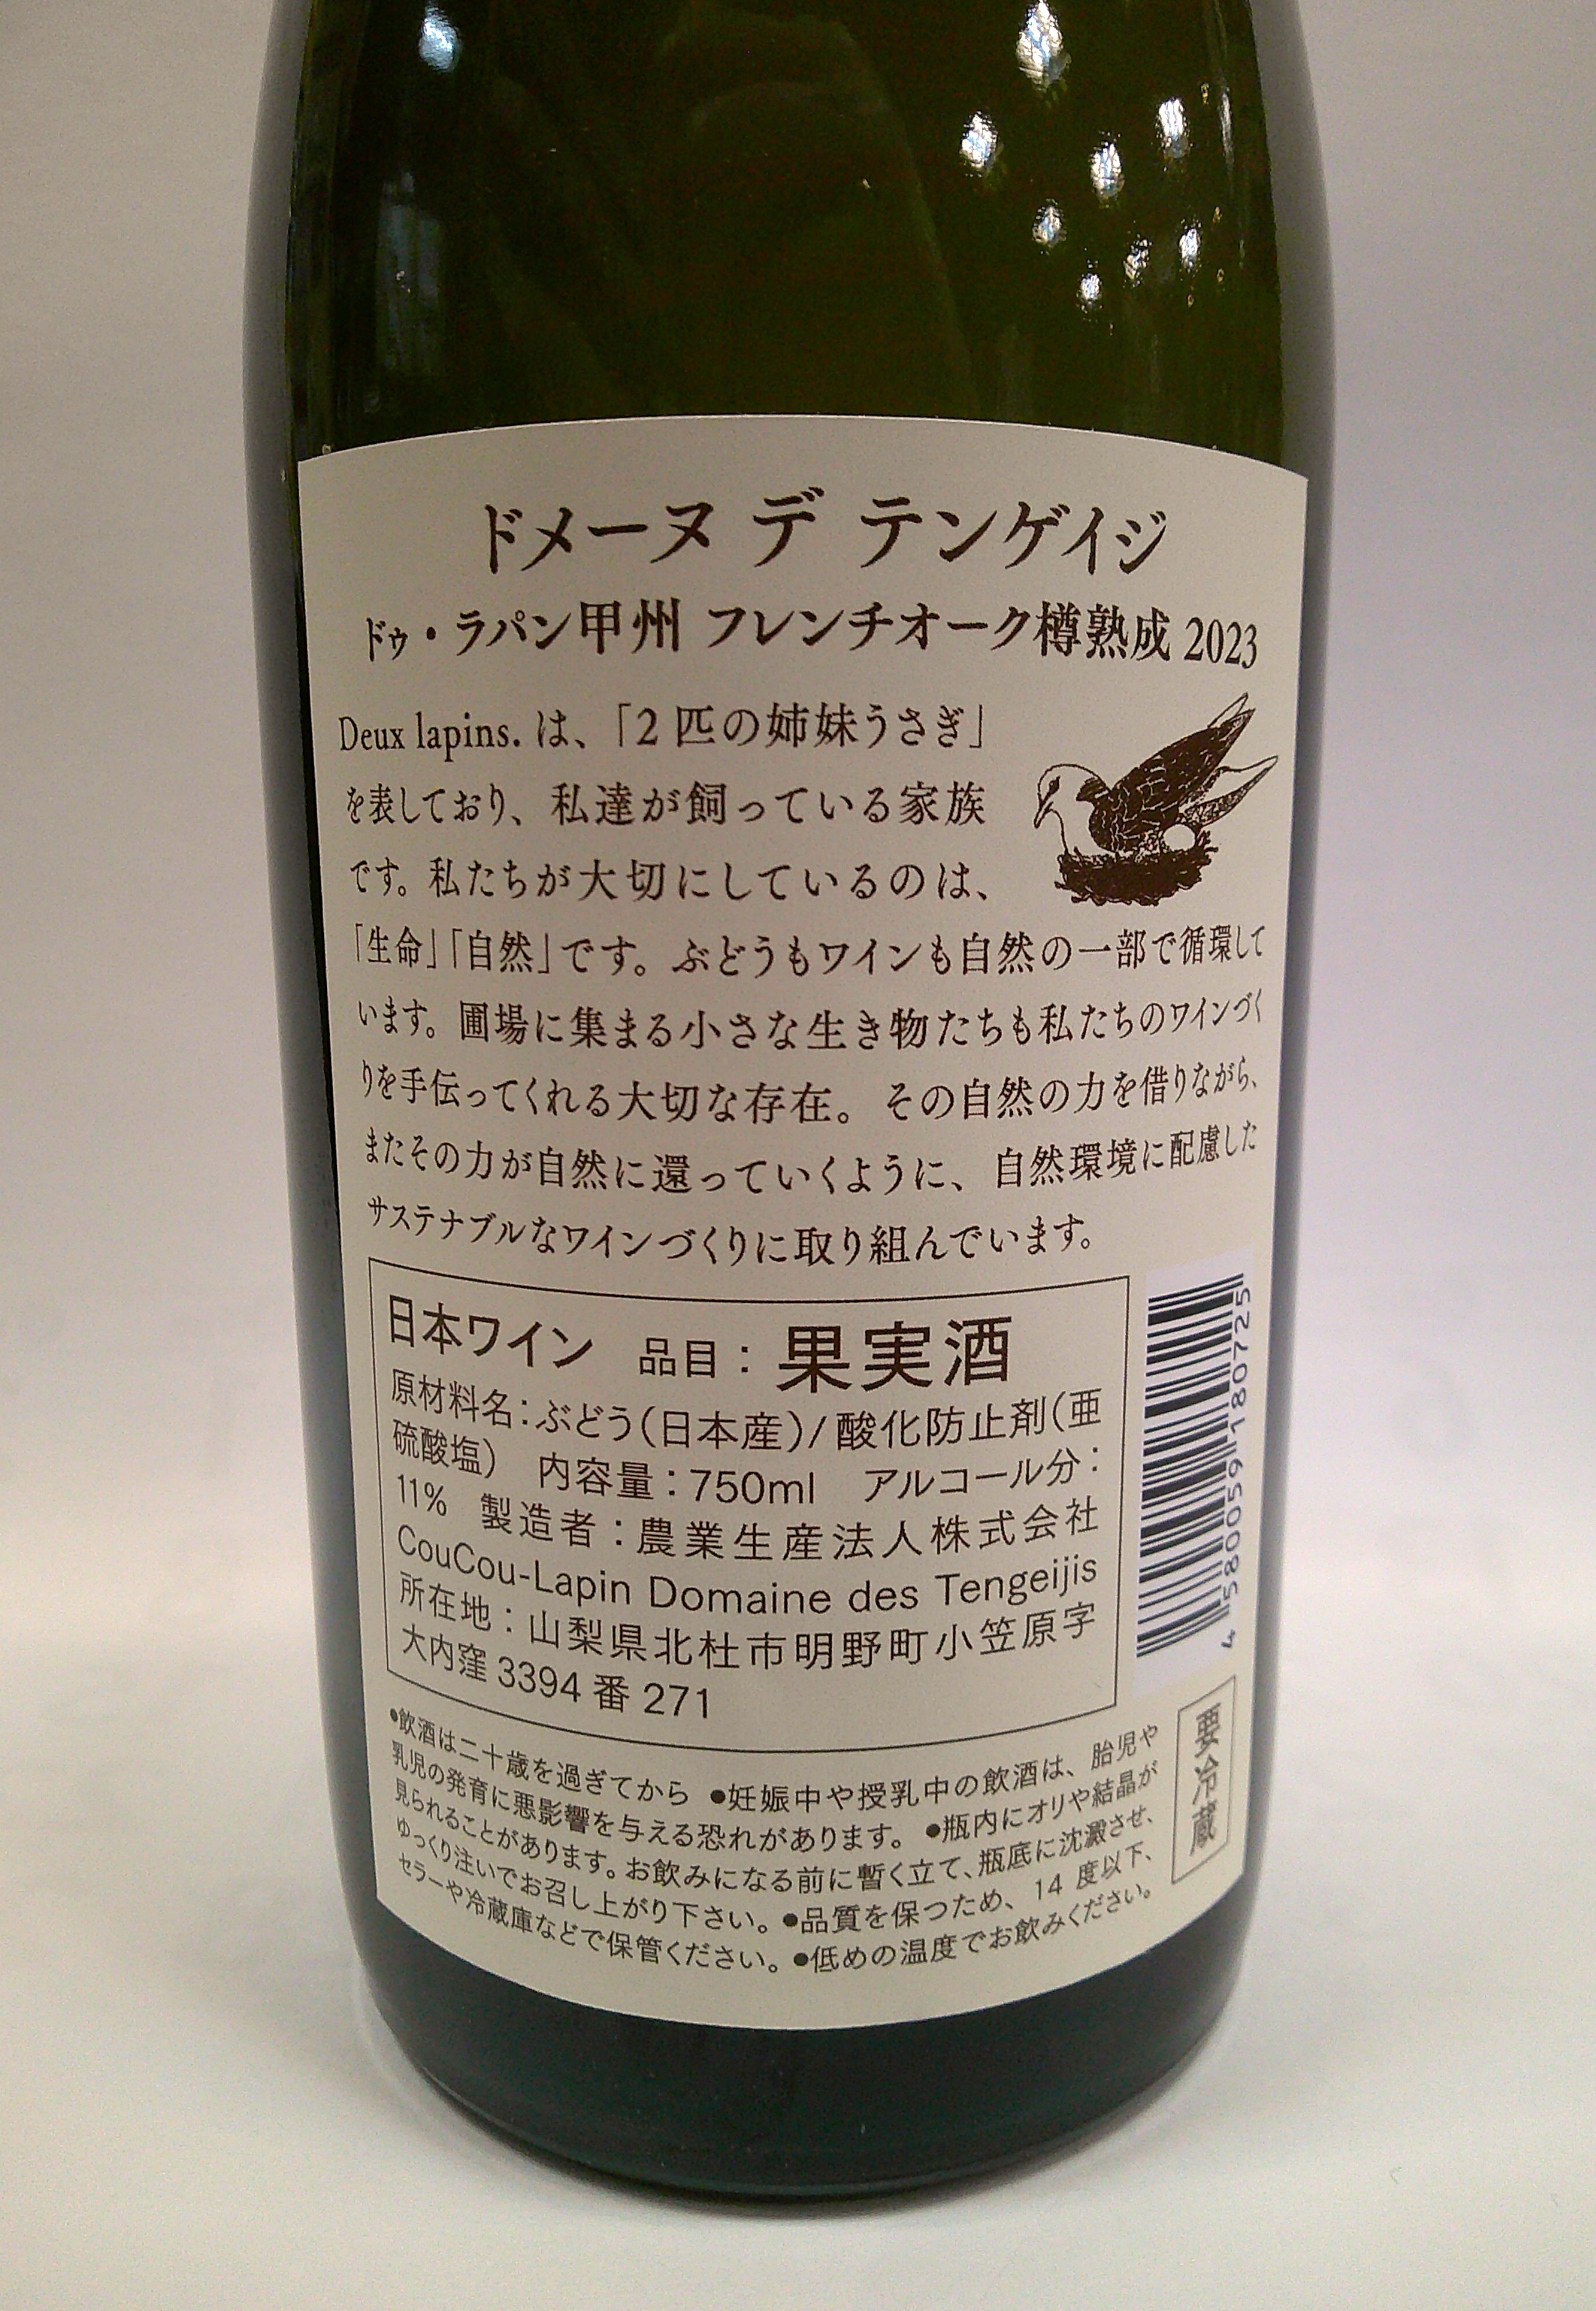 ドメーヌ デ テンゲイジ
ドゥ・ラパン甲州 フレンチオーク樽熟成 2023
Deux lapins. は、「2 匹の姉妹うさぎ」
を表しており、私達が飼っている家族
です。私たちが大切にしているのは、
「生命」「自然」です。ぶどうもワインも自然の一部で循環して
います。圃場に集まる小さな生き物たちも私たちのワインづく
りを手伝ってくれる大切な存在。その自然の力を借りながら、
またその力が自然に還っていくように、自然環境に配慮した
サステナブルなワインづくりに取り組んでいます。
日本ワイン 品目：果実酒
原材料名：ぶどう（日本産）/ 酸化防止剤（亜
硫酸塩） 内容量：750ml アルコール分：
11% 製造者：農業生産法人株式会社
CouCou-Lapin Domaine des Tengeijis
所在地：山梨県北杜市明野町小笠原字
大内窪 3394 番 271
4 580059 180725
●飲酒は二十歳を過ぎてから ●妊娠中や授乳中の飲酒は、胎児や
乳児の発育に悪影響を与える恐れがあります。 ●瓶内にオリや結晶が
見られることがあります。お飲みになる前に暫く立て、瓶底に沈澱させ、
ゆっくり注いでお召し上がり下さい。 ●品質を保つため、14 度以下、
セラーや冷蔵庫などで保管ください。 ●低めの温度でお飲みください。
要冷蔵